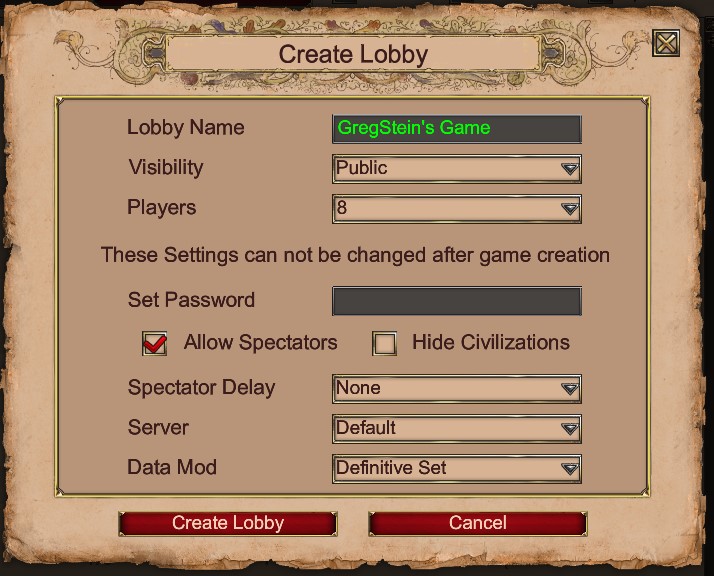 Create Lobby
Lobby Name GregStein's Game
Visibility Public
Players 8
These Settings can not be changed after game creation
Set Password
Allow Spectators Hide Civilizations
Spectator Delay None
Server Default
Data Mod Definitive Set
Create Lobby Cancel